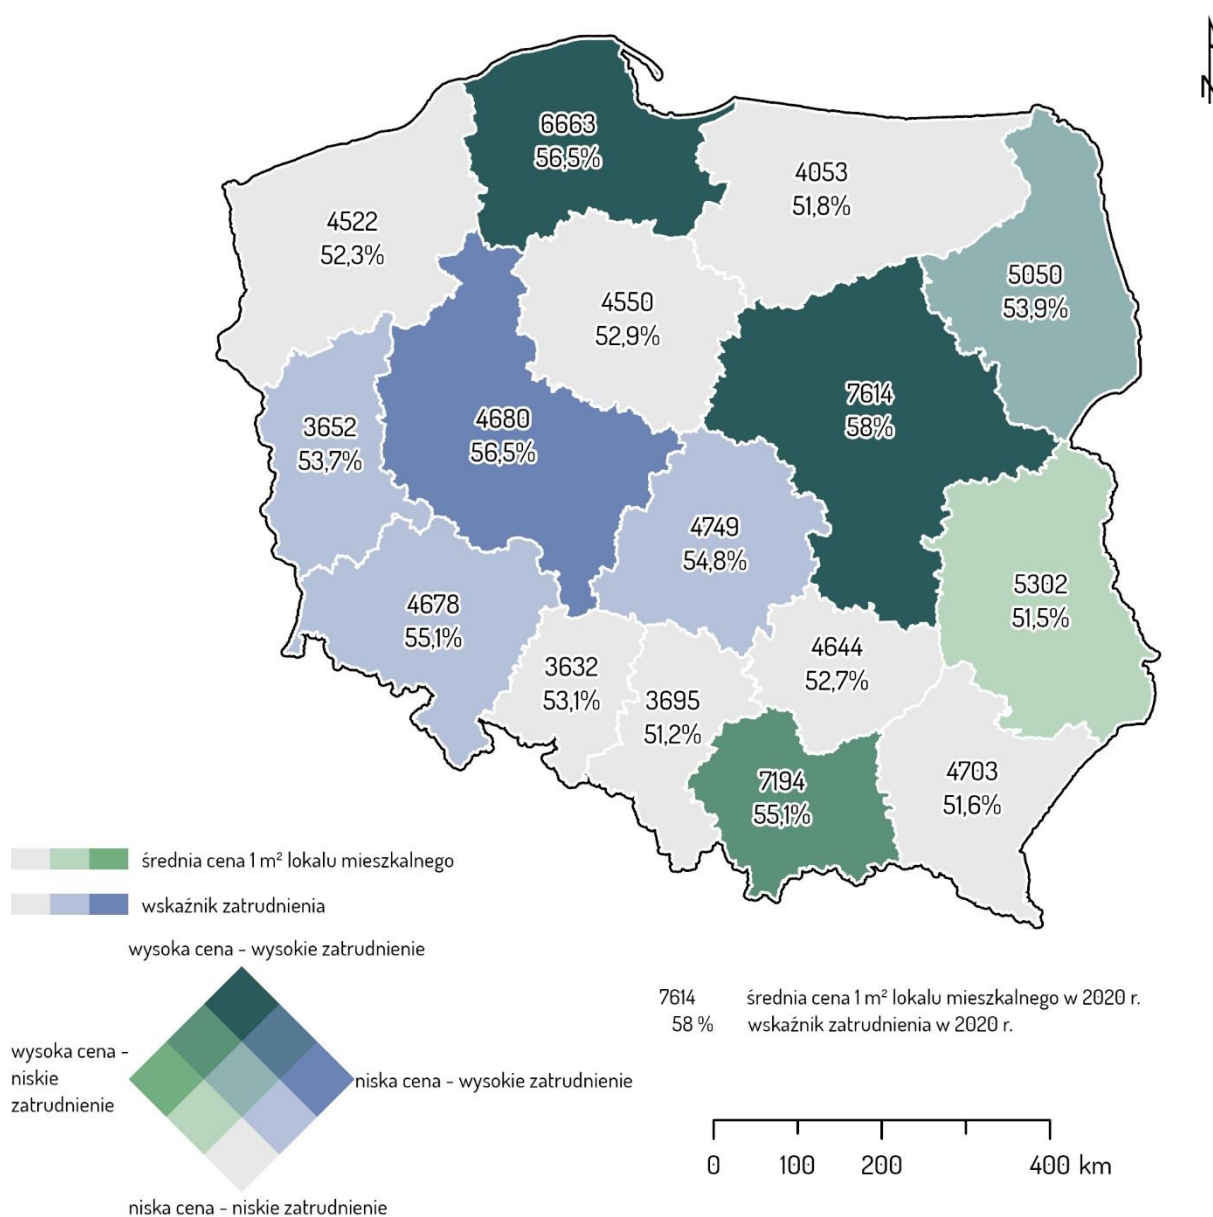 N
6663
56,5%
4053
51,8%
4522
52,3%
5050
53,9%
4550
52,9%
7614
58%
3652
53,7%
4680
56,5%
4749
54,8%
5302
51,5%
4678
55,1%
4644
52,7%
3632
53,1%
3695
51,2%
7194
55,1%
4703
51,6%
średnia cena 1 m² lokalu mieszkalnego
wskaźnik zatrudnienia
wysoka cena - wysokie zatrudnienie
wysoka cena -
niskie
zatrudnienie
niska cena - wysokie zatrudnienie
niska cena - niskie zatrudnienie
7614 średnia cena 1 m² lokalu mieszkalnego w 2020 r.
58 % wskaźnik zatrudnienia w 2020 r.
0 100 200 400 km